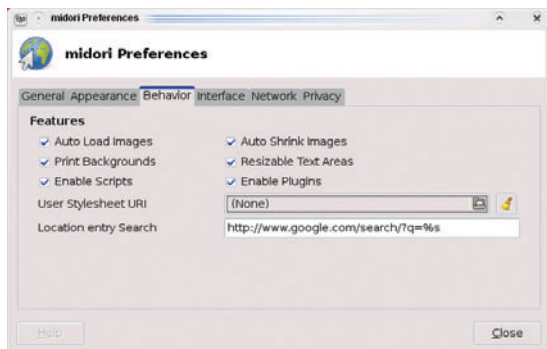 midori Preferences
midori Preferences
General Appearance Behavior Interface Network Privacy
Features
Auto Load Images Auto Shrink Images
Print Backgrounds Resizable Text Areas
Enable Scripts Enable Plugins
User Stylesheet URI (None)
Location entry Search http://www.google.com/search/?q=%s
Help Close